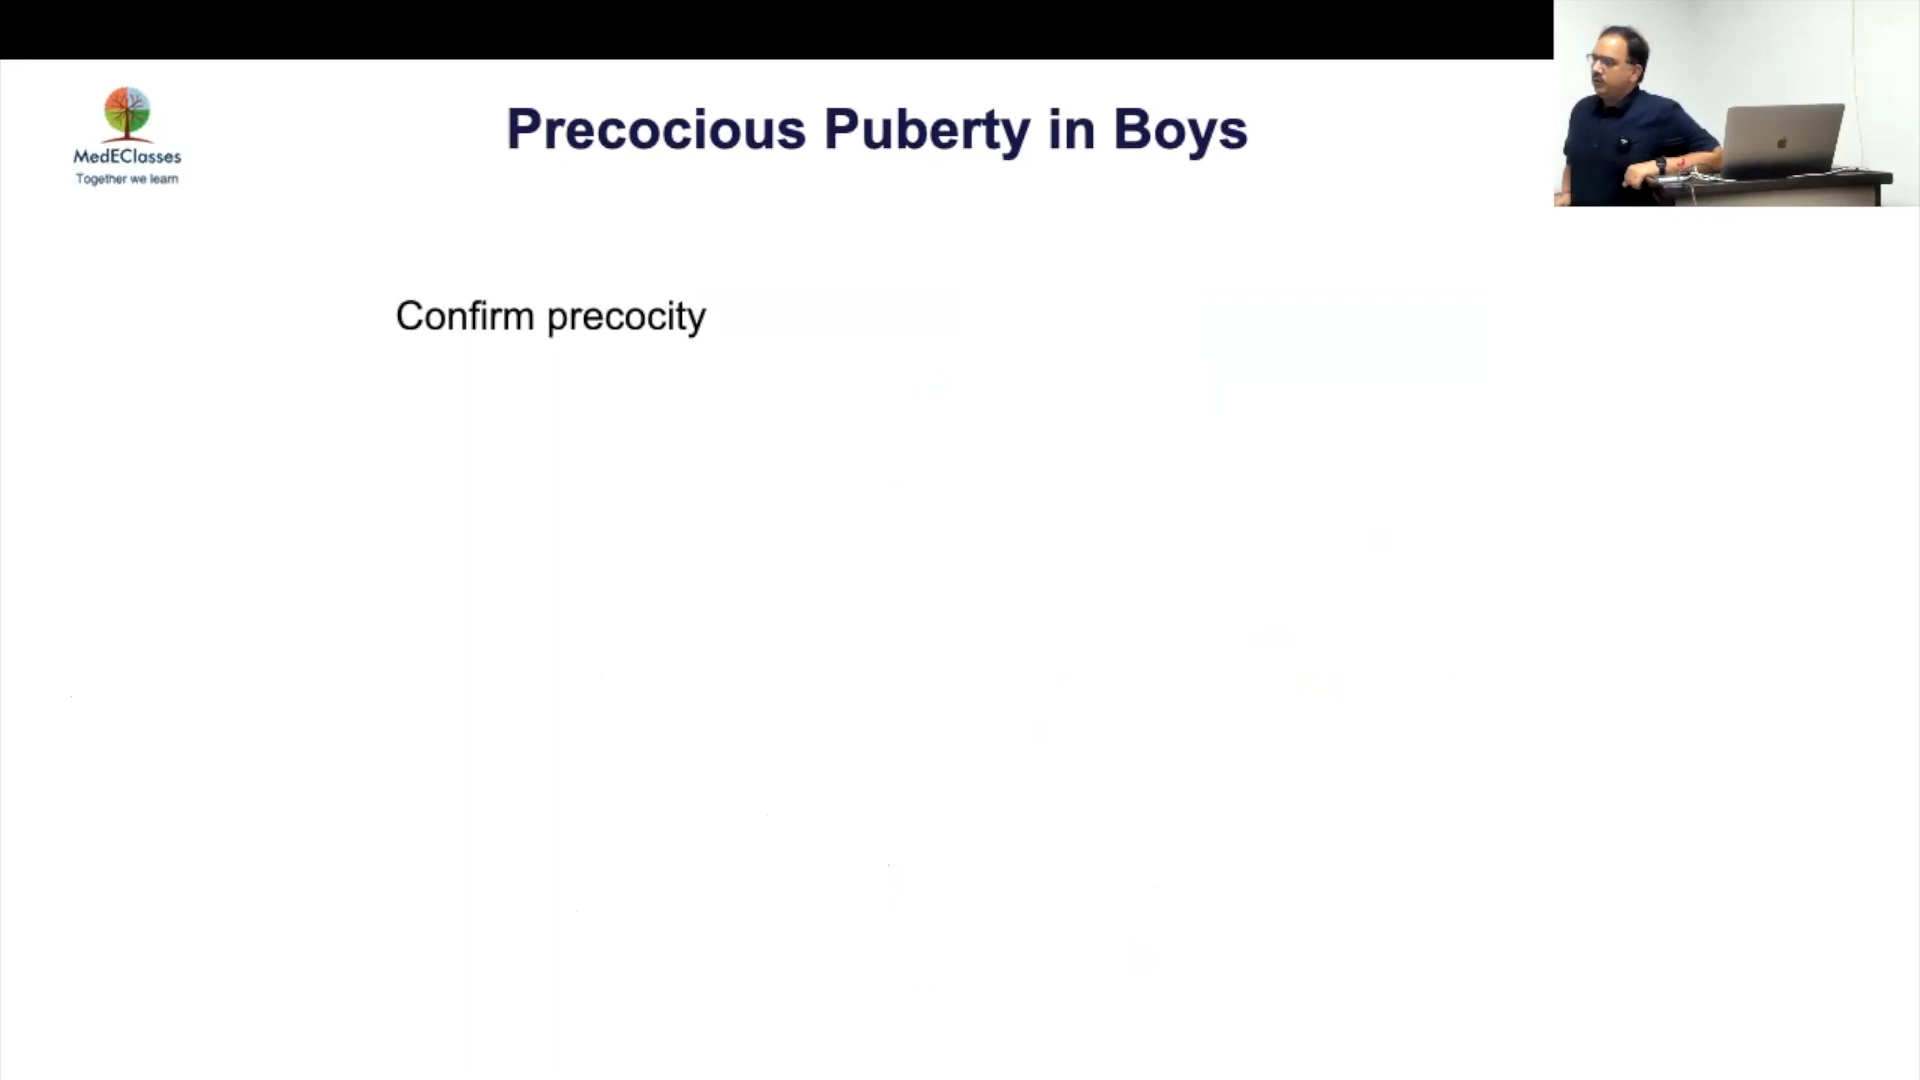 MedEClasses
Together we learn
Precocious Puberty in Boys
Confirm precocity